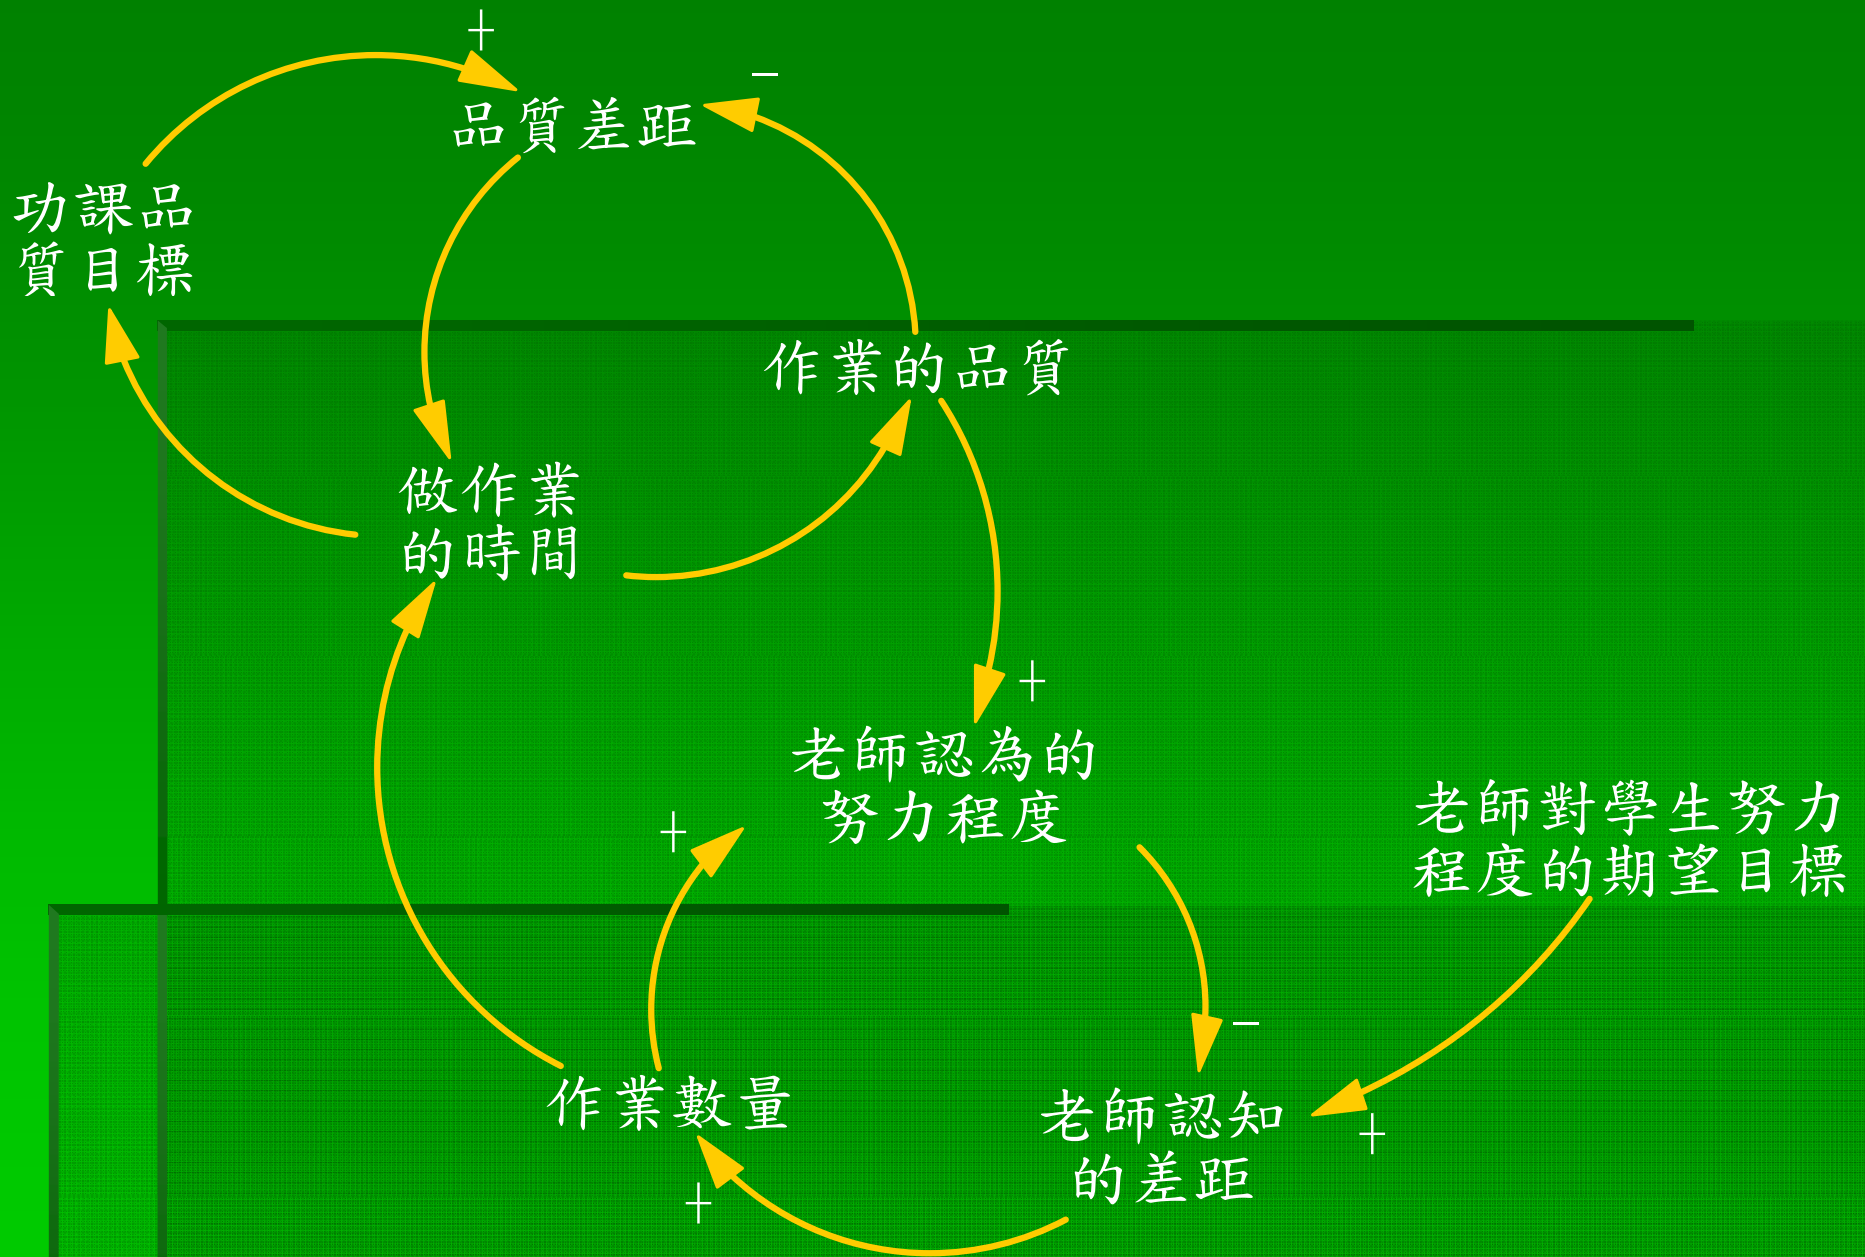 +
−
品質差距
功課品
質目標
作業的品質
做作業
的時間
+
老師認為的
努力程度
+
老師對學生努力
程度的期望目標
−
作業數量
老師認知
的差距
+
+